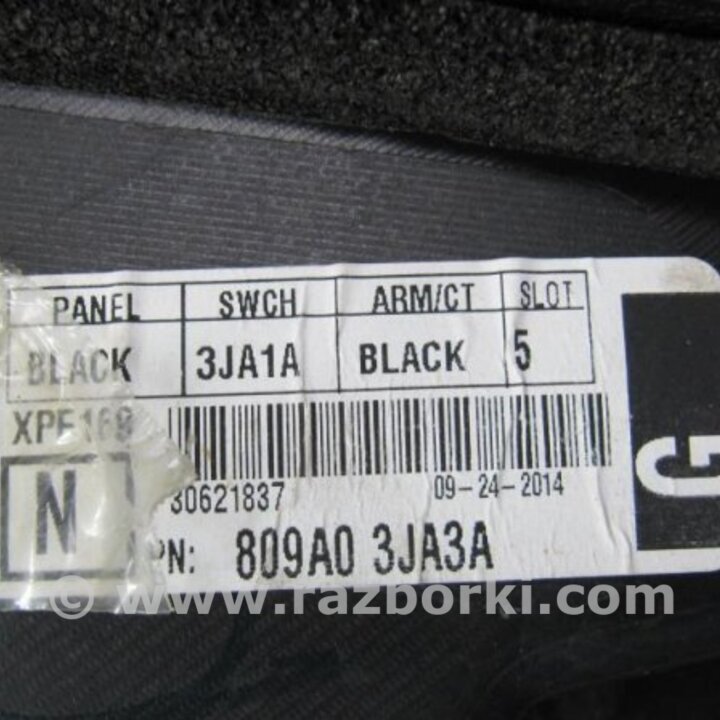 PANEL SWCH ARM/CT SLOT
BLACK 3JA1A BLACK 5
XPE169
30621837 09-24-2014
N PN: 809A0 3JA3A
G
© www.razborki.com